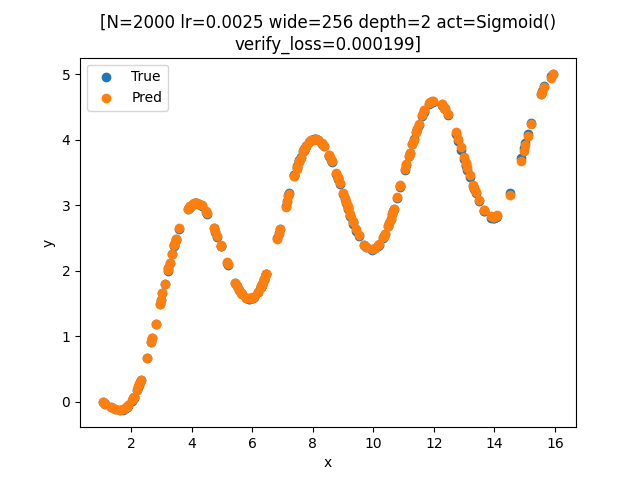 [N=2000 lr=0.0025 wide=256 depth=2 act=Sigmoid()
verify_loss=0.000199]
True
Pred
5
4
3
2
1
0
y
2 4 6 8 10 12 14 16
x